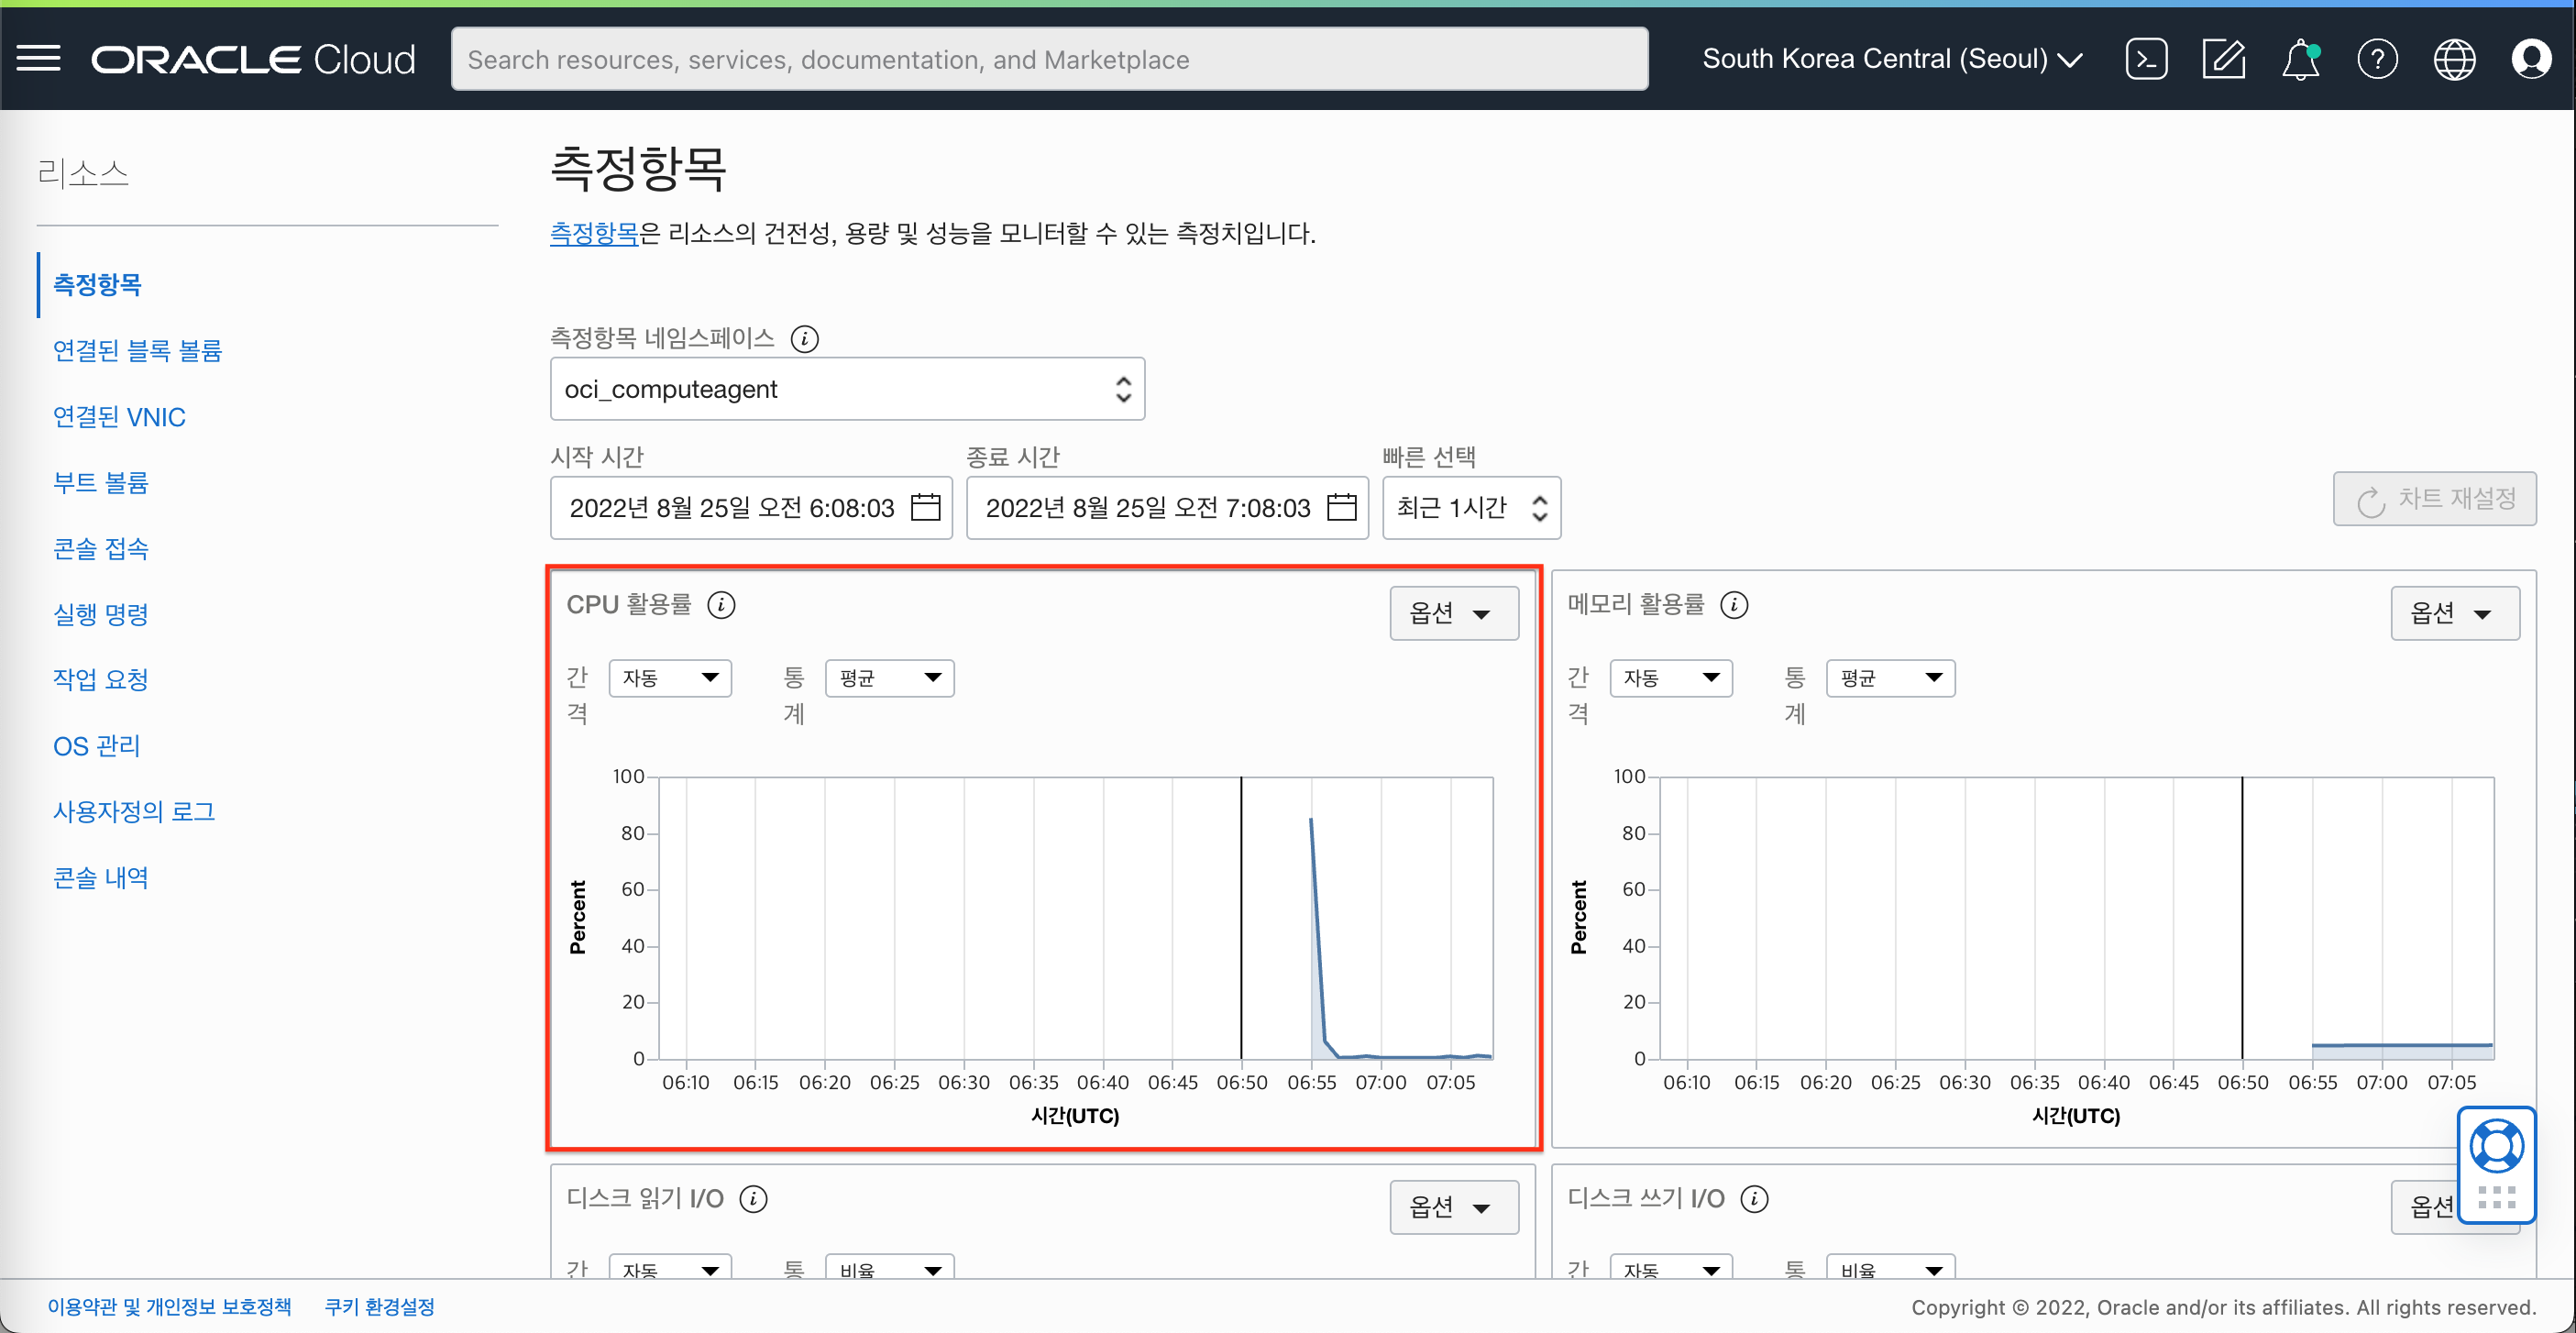 ORACLE Cloud
Search resources, services, documentation, and Marketplace
South Korea Central (Seoul)
리소스
측정항목
연결된 블록 볼륨
연결된 VNIC
부트 볼륨
콘솔 접속
실행 명령
작업 요청
OS 관리
사용자정의 로그
콘솔 내역
측정항목
측정항목은 리소스의 건전성, 용량 및 성능을 모니터할 수 있는 측정치입니다.
측정항목 네임스페이스
oci_computeagent
시작 시간 종료 시간 빠른 선택
2022년 8월 25일 오전 6:08:03 2022년 8월 25일 오전 7:08:03 최근 1시간
차트 재설정
CPU 활용률
옵션
간격 자동 통계 평균
100
80
60
40
20
0
Percent
06:10 06:15 06:20 06:25 06:30 06:35 06:40 06:45 06:50 06:55 07:00 07:05
시간(UTC)
메모리 활용률
옵션
간격 자동 통계 평균
100
80
60
40
20
0
Percent
06:10 06:15 06:20 06:25 06:30 06:35 06:40 06:45 06:50 06:55 07:00 07:05
시간(UTC)
디스크 읽기 I/O
옵션
간 자동 통 비율
디스크 쓰기 I/O
옵션
간 자동 통 비율
이용약관 및 개인정보 보호정책 쿠키 환경설정
Copyright © 2022, Oracle and/or its affiliates. All rights reserved.